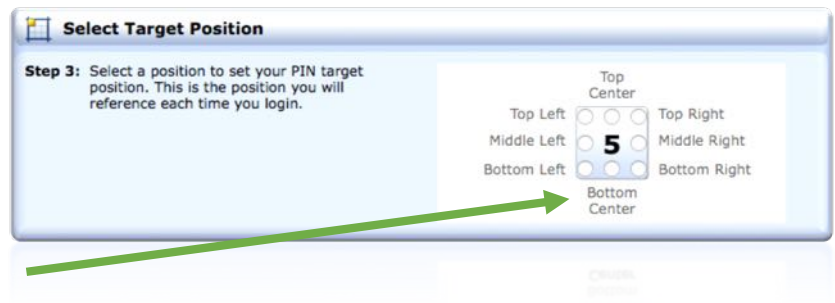 Select Target Position
Step 3: Select a position to set your PIN target
position. This is the position you will
reference each time you login.
Top
Center
Top Left
Top Right
Middle Left
5
Middle Right
Bottom Left
Bottom Right
Bottom
Center